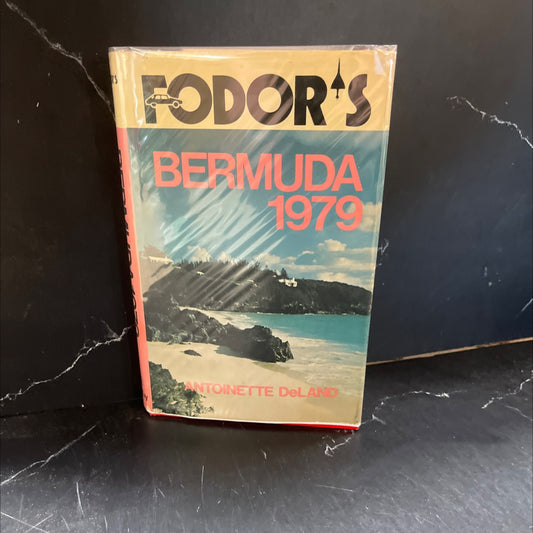 FODOR'S
BERMUDA
1979
ANTOINETTE DeLAND